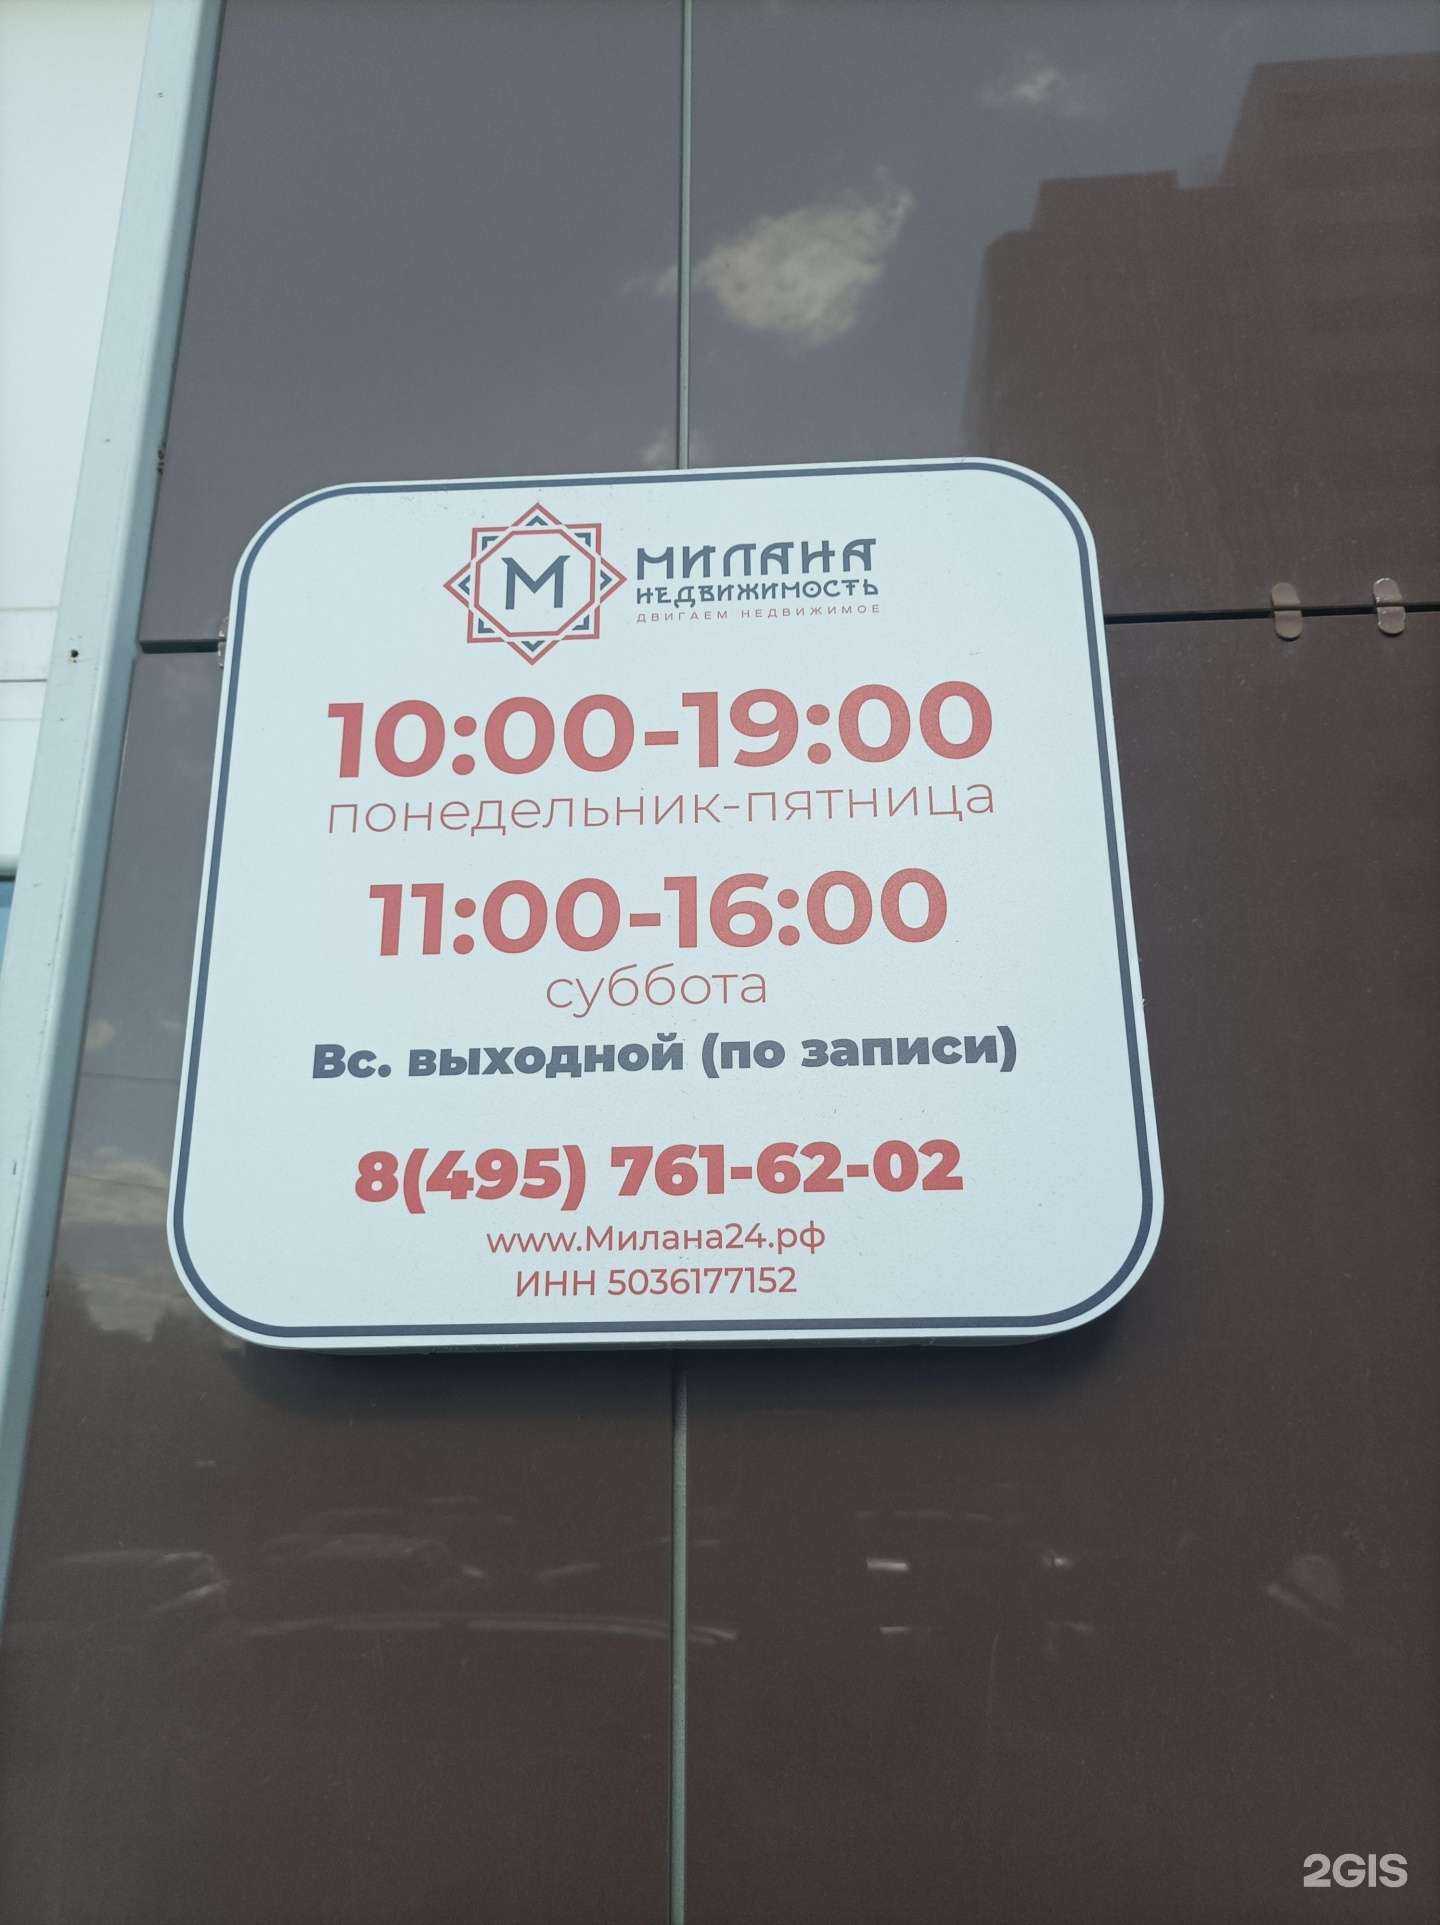 М
МИЛАНА
НЕДВИЖИМОСТЬ
ДВИГАЕМ НЕДВИЖИМОЕ
10:00-19:00
понедельник-пятница
11:00-16:00
суббота
Вс. выходной (по записи)
8(495) 761-62-02
www.Милана24.рф
ИНН 5036177152
2GIS